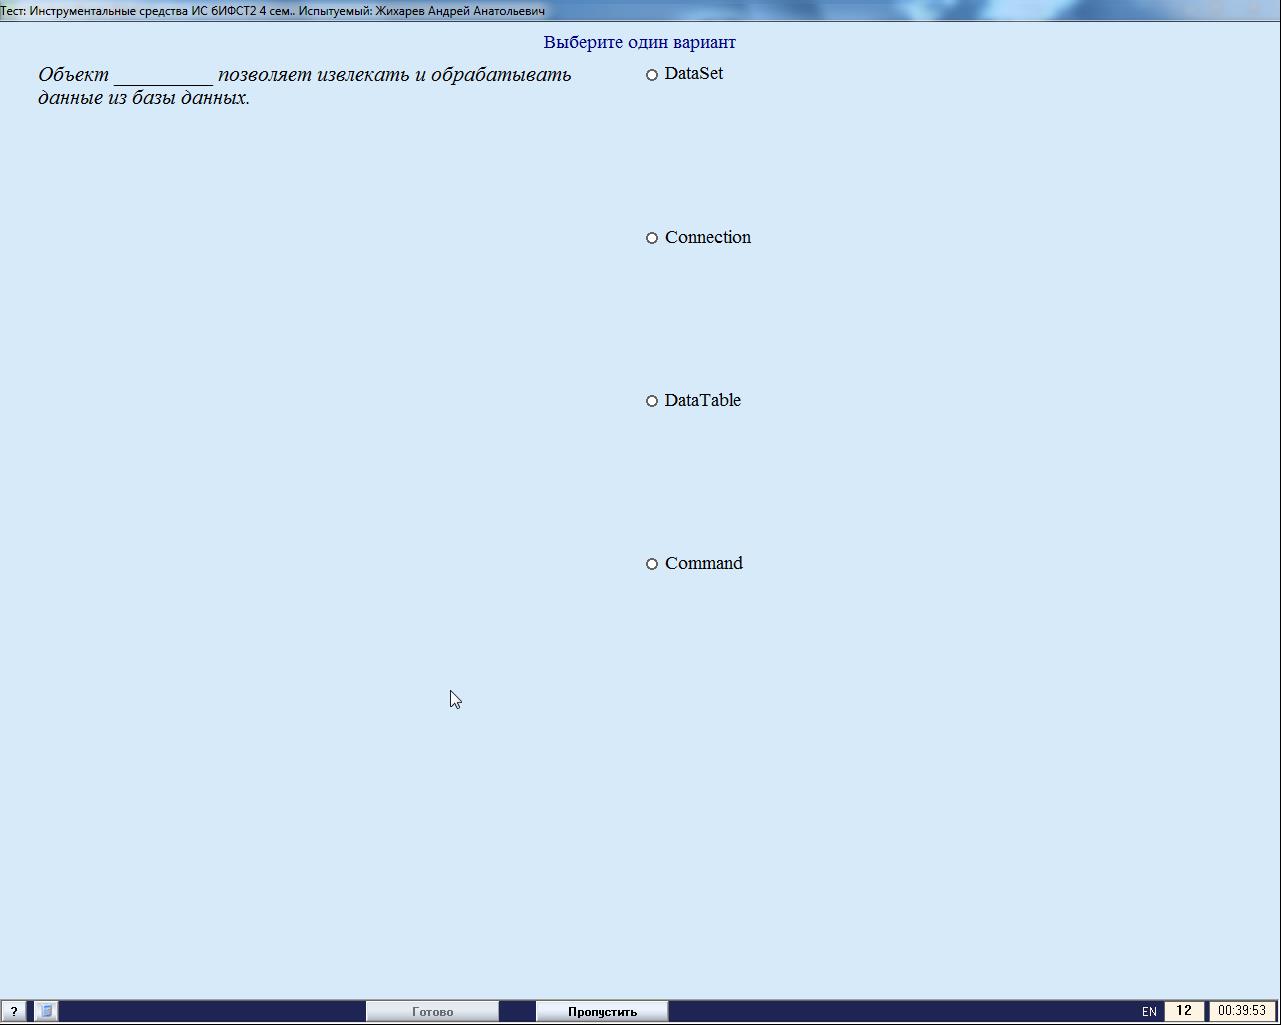 Тест: Инструментальные средства ИС бИФСТ2 4 сем.. Испытуемый: Жихарев Андрей Анатольевич
Выберите один вариант
Объект _________ позволяет извлекать и обрабатывать
данные из базы данных.
DataSet
Connection
DataTable
Command
? Готово Пропустить EN 12 00:39:53